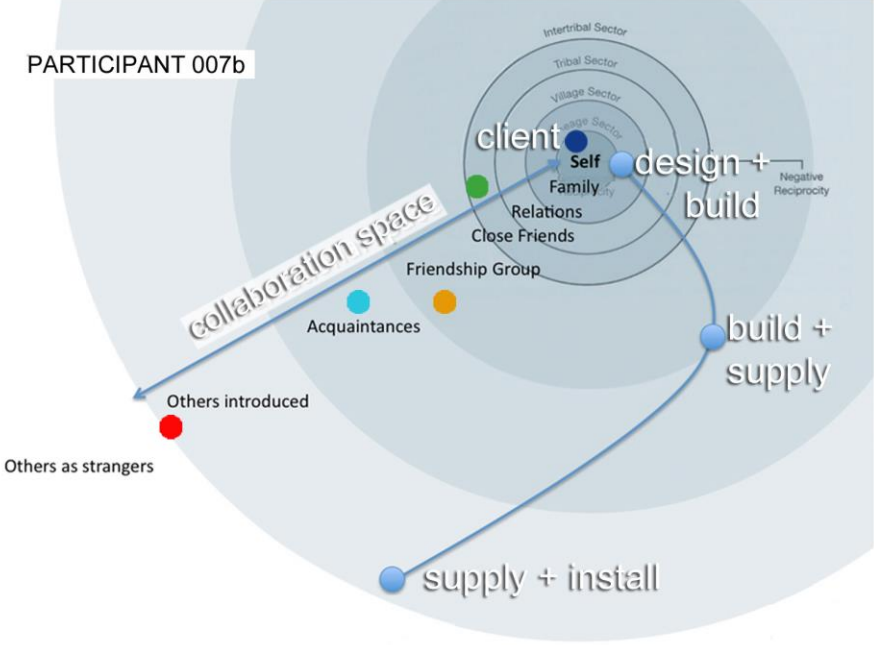 Intertribal Sector
PARTICIPANT 007b
Tribal Sector
Village Sector
Sector
client
Self
design +
build
Negative
Reciprocity
Family
Relations
Close Friends
collaboration space
Friendship Group
Acquaintances
build +
supply
Others introduced
Others as strangers
supply + install